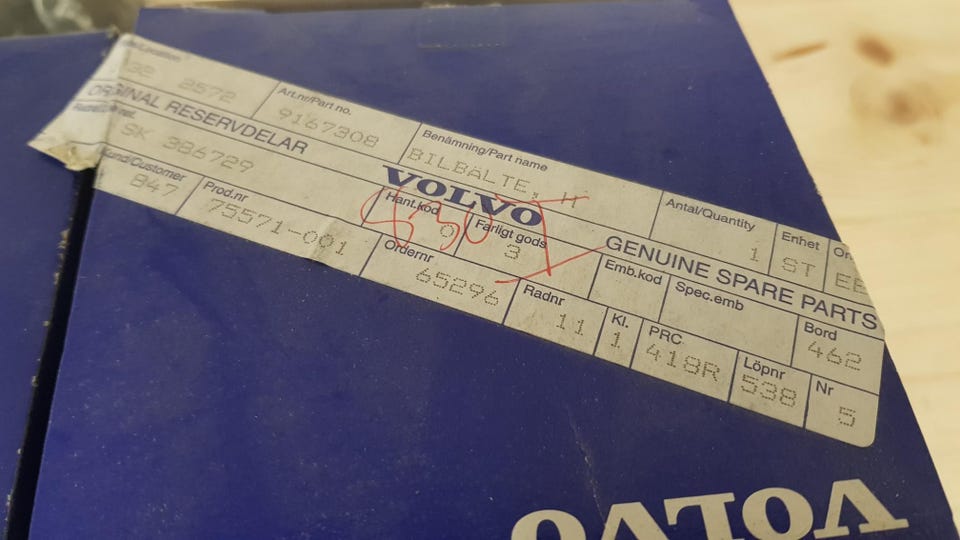 32 2572
Art.nr/Part no.
9167308
Benämning/Part name
BILBÄLTE, H
Antal/Quantity
1
Enhet
ST
ORIGINAL RESERVDELAR
VOLVO
GENUINE SPARE PARTS
SK 386729
Hant.kod
0
Farligt gods
3
Emb.kod
Spec.emb
Bord
462
/Customer
847
Prod.nr
75571-001
Ordernr
65296
Radnr
11
Kl.
1
PRC
418R
Löpnr
538
Nr
5
VOLVO